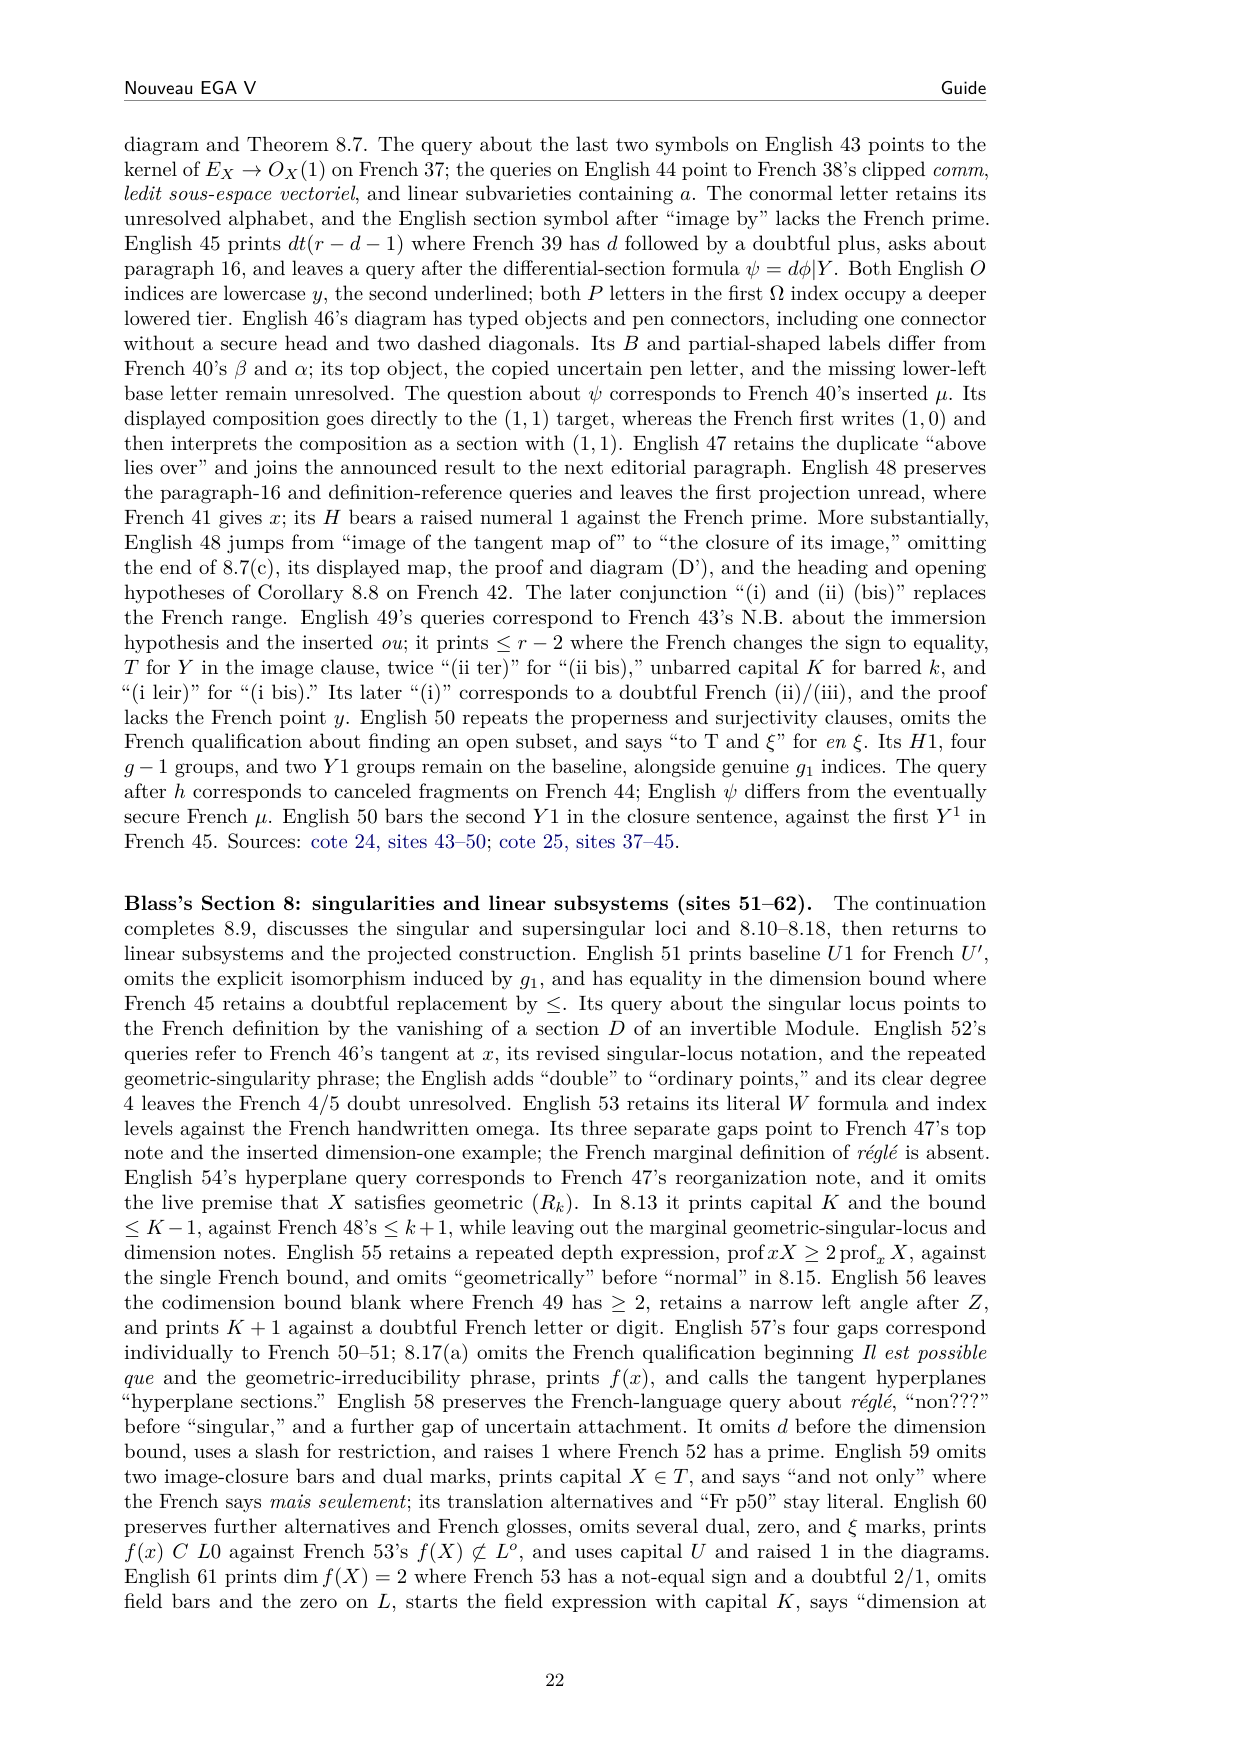 Nouveau EGA V Guide
diagram and Theorem 8.7. The query about the last two symbols on English 43 points to the
kernel of E_X → O_X(1) on French 37; the queries on English 44 point to French 38’s clipped comm,
ledit sous-espace vectoriel, and linear subvarieties containing a. The conormal letter retains its
unresolved alphabet, and the English section symbol after “image by” lacks the French prime.
English 45 prints dt(r − d − 1) where French 39 has d followed by a doubtful plus, asks about
paragraph 16, and leaves a query after the differential-section formula ψ = dϕ|Y. Both English O
indices are lowercase y, the second underlined; both P letters in the first Ω index occupy a deeper
lowered tier. English 46’s diagram has typed objects and pen connectors, including one connector
without a secure head and two dashed diagonals. Its B and partial-shaped labels differ from
French 40’s β and α; its top object, the copied uncertain pen letter, and the missing lower-left
base letter remain unresolved. The question about ψ corresponds to French 40’s inserted μ. Its
displayed composition goes directly to the (1, 1) target, whereas the French first writes (1, 0) and
then interprets the composition as a section with (1, 1). English 47 retains the duplicate “above
lies over” and joins the announced result to the next editorial paragraph. English 48 preserves
the paragraph-16 and definition-reference queries and leaves the first projection unread, where
French 41 gives x; its H bears a raised numeral 1 against the French prime. More substantially,
English 48 jumps from “image of the tangent map of” to “the closure of its image,” omitting
the end of 8.7(c), its displayed map, the proof and diagram (D’), and the heading and opening
hypotheses of Corollary 8.8 on French 42. The later conjunction “(i) and (ii) (bis)” replaces
the French range. English 49’s queries correspond to French 43’s N.B. about the immersion
hypothesis and the inserted ou; it prints ≤ r − 2 where the French changes the sign to equality,
T for Y in the image clause, twice “(ii ter)” for “(ii bis),” unbarred capital K for barred k, and
“(i leir)” for “(i bis).” Its later “(i)” corresponds to a doubtful French (ii)/(iii), and the proof
lacks the French point y. English 50 repeats the properness and surjectivity clauses, omits the
French qualification about finding an open subset, and says “to T and ξ” for en ξ. Its H1, four
g − 1 groups, and two Y1 groups remain on the baseline, alongside genuine g₁ indices. The query
after h corresponds to canceled fragments on French 44; English ψ differs from the eventually
secure French μ. English 50 bars the second Y1 in the closure sentence, against the first Y¹ in
French 45. Sources: cote 24, sites 43–50; cote 25, sites 37–45.
Blass’s Section 8: singularities and linear subsystems (sites 51–62). The continuation
completes 8.9, discusses the singular and supersingular loci and 8.10–8.18, then returns to
linear subsystems and the projected construction. English 51 prints baseline U1 for French U′,
omits the explicit isomorphism induced by g₁, and has equality in the dimension bound where
French 45 retains a doubtful replacement by ≤. Its query about the singular locus points to
the French definition by the vanishing of a section D of an invertible Module. English 52’s
queries refer to French 46’s tangent at x, its revised singular-locus notation, and the repeated
geometric-singularity phrase; the English adds “double” to “ordinary points,” and its clear degree
4 leaves the French 4/5 doubt unresolved. English 53 retains its literal W formula and index
levels against the French handwritten omega. Its three separate gaps point to French 47’s top
note and the inserted dimension-one example; the French marginal definition of réglé is absent.
English 54’s hyperplane query corresponds to French 47’s reorganization note, and it omits
the live premise that X satisfies geometric (R_k). In 8.13 it prints capital K and the bound
≤ K − 1, against French 48’s ≤ k + 1, while leaving out the marginal geometric-singular-locus and
dimension notes. English 55 retains a repeated depth expression, prof xX ≥ 2 prof_x X, against
the single French bound, and omits “geometrically” before “normal” in 8.15. English 56 leaves
the codimension bound blank where French 49 has ≥ 2, retains a narrow left angle after Z,
and prints K + 1 against a doubtful French letter or digit. English 57’s four gaps correspond
individually to French 50–51; 8.17(a) omits the French qualification beginning Il est possible
que and the geometric-irreducibility phrase, prints f(x), and calls the tangent hyperplanes
“hyperplane sections.” English 58 preserves the French-language query about réglé, “non???”
before “singular,” and a further gap of uncertain attachment. It omits d before the dimension
bound, uses a slash for restriction, and raises 1 where French 52 has a prime. English 59 omits
two image-closure bars and dual marks, prints capital X ∈ T, and says “and not only” where
the French says mais seulement; its translation alternatives and “Fr p50” stay literal. English 60
preserves further alternatives and French glosses, omits several dual, zero, and ξ marks, prints
f(x) C L0 against French 53’s f(X) ⊄ Lᵒ, and uses capital U and raised 1 in the diagrams.
English 61 prints dim f(X) = 2 where French 53 has a not-equal sign and a doubtful 2/1, omits
field bars and the zero on L, starts the field expression with capital K, says “dimension at
22